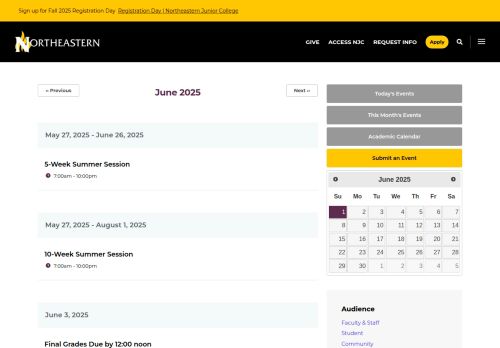 Sign up for Fall 2025 Registration Day Registration Day | Northeastern Junior College
NORTHEASTERN
GIVE ACCESS NJC REQUEST INFO Apply
‹‹ Previous
June 2025
Next ››
May 27, 2025 - June 26, 2025
5-Week Summer Session
7:00am - 10:00pm
May 27, 2025 - August 1, 2025
10-Week Summer Session
7:00am - 10:00pm
June 3, 2025
Final Grades Due by 12:00 noon
Today's Events
This Month's Events
Academic Calendar
Submit an Event
June 2025
Su Mo Tu We Th Fr Sa
1 2 3 4 5 6 7
8 9 10 11 12 13 14
15 16 17 18 19 20 21
22 23 24 25 26 27 28
29 30 1 2 3 4 5
Audience
Faculty & Staff
Student
Community